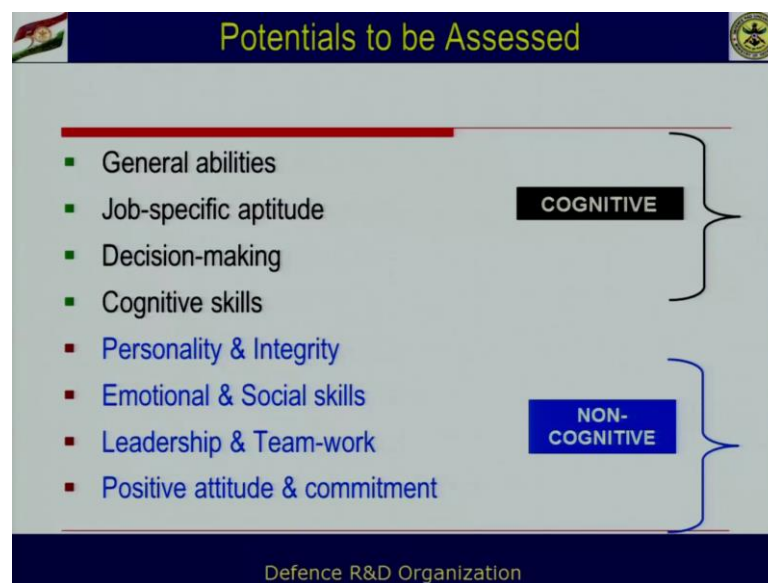 Potentials to be Assessed
General abilities
Job-specific aptitude
COGNITIVE
Decision-making
Cognitive skills
Personality & Integrity
Emotional & Social skills
NON-
COGNITIVE
Leadership & Team-work
Positive attitude & commitment
Defence R&D Organization